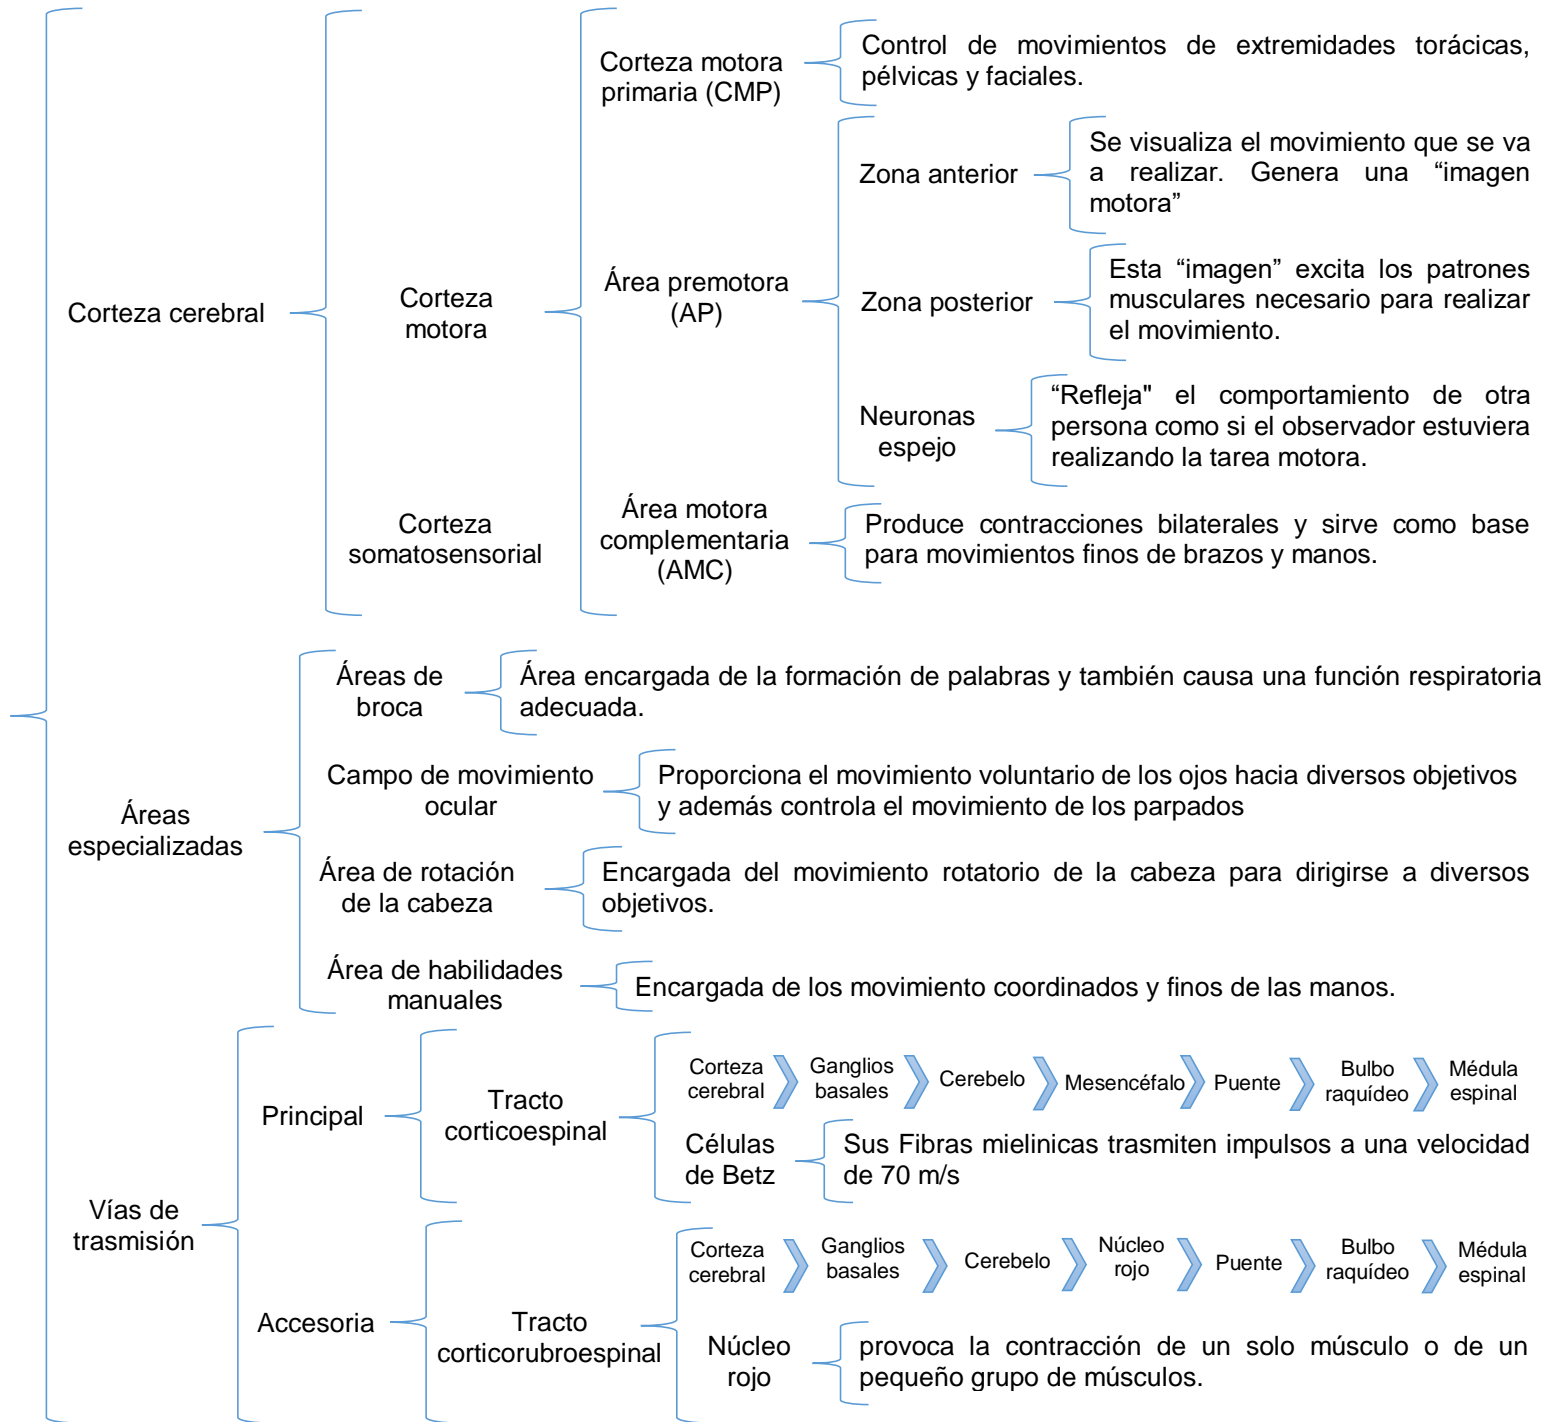 Corteza cerebral
Corteza
motora
Corteza motora
primaria (CMP)
Control de movimientos de extremidades torácicas,
pélvicas y faciales.
Área premotora
(AP)
Zona anterior
Se visualiza el movimiento que se va
a realizar. Genera una “imagen
motora”
Zona posterior
Esta “imagen” excita los patrones
musculares necesario para realizar
el movimiento.
Neuronas
espejo
“Refleja" el comportamiento de otra
persona como si el observador estuviera
realizando la tarea motora.
Área motora
complementaria
(AMC)
Produce contracciones bilaterales y sirve como base
para movimientos finos de brazos y manos.
Corteza
somatosensorial
Áreas
especializadas
Áreas de
broca
Área encargada de la formación de palabras y también causa una función respiratoria
adecuada.
Campo de movimiento
ocular
Proporciona el movimiento voluntario de los ojos hacia diversos objetivos
y además controla el movimiento de los parpados
Área de rotación
de la cabeza
Encargada del movimiento rotatorio de la cabeza para dirigirse a diversos
objetivos.
Área de habilidades
manuales
Encargada de los movimiento coordinados y finos de las manos.
Vías de
trasmisión
Principal
Tracto
corticoespinal
Corteza
cerebral
Ganglios
basales
Cerebelo
Mesencéfalo
Puente
Bulbo
raquídeo
Médula
espinal
Células
de Betz
Sus Fibras mielinicas trasmiten impulsos a una velocidad
de 70 m/s
Accesoria
Tracto
corticorubroespinal
Corteza
cerebral
Ganglios
basales
Cerebelo
Núcleo
rojo
Puente
Bulbo
raquídeo
Médula
espinal
Núcleo
rojo
provoca la contracción de un solo músculo o de un
pequeño grupo de músculos.